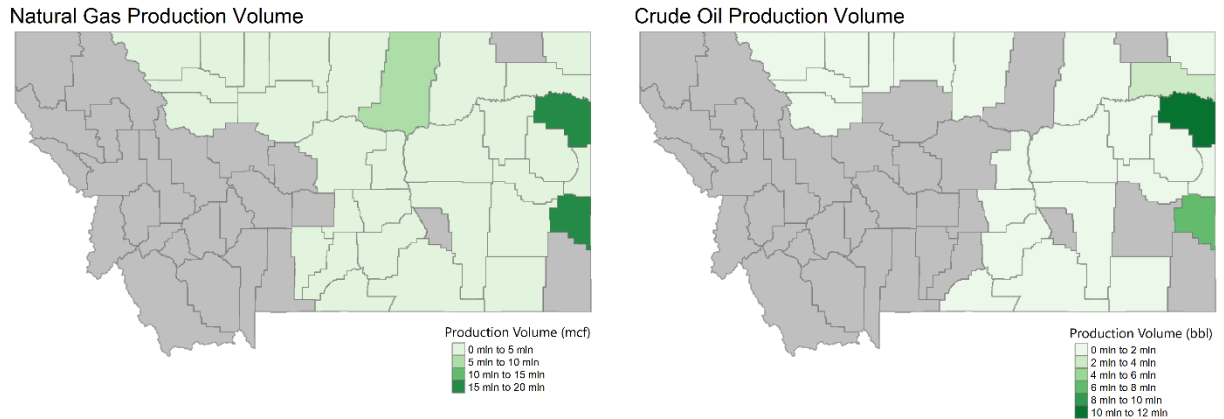 Natural Gas Production Volume
Production Volume (mcf)
0 mln to 5 mln
5 mln to 10 mln
10 mln to 15 mln
15 mln to 20 mln
Crude Oil Production Volume
Production Volume (bbl)
0 mln to 2 mln
2 mln to 4 mln
4 mln to 6 mln
6 mln to 8 mln
8 mln to 10 mln
10 mln to 12 mln